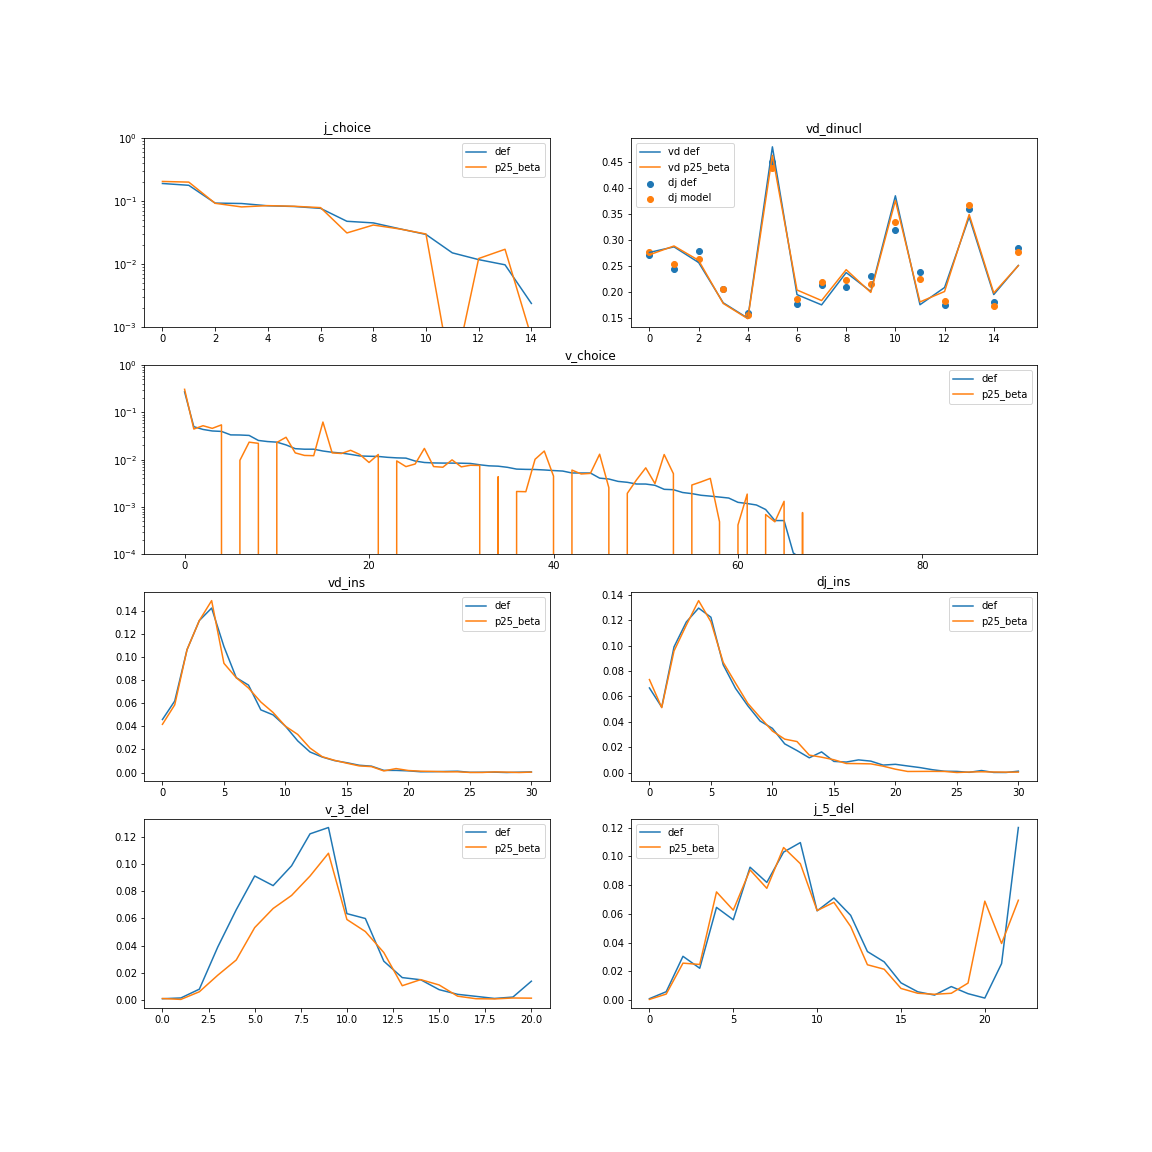 j_choice
10^0
10^-1
10^-2
10^-3
0 2 4 6 8 10 12 14
def
p25_beta
vd_dinucl
0.45
0.40
0.35
0.30
0.25
0.20
0.15
0 2 4 6 8 10 12 14
vd def
vd p25_beta
dj def
dj model
v_choice
10^0
10^-1
10^-2
10^-3
10^-4
0 20 40 60 80
def
p25_beta
vd_ins
0.14
0.12
0.10
0.08
0.06
0.04
0.02
0.00
0 5 10 15 20 25 30
def
p25_beta
dj_ins
0.14
0.12
0.10
0.08
0.06
0.04
0.02
0.00
0 5 10 15 20 25 30
def
p25_beta
v_3_del
0.12
0.10
0.08
0.06
0.04
0.02
0.00
0.0 2.5 5.0 7.5 10.0 12.5 15.0 17.5 20.0
def
p25_beta
j_5_del
0.12
0.10
0.08
0.06
0.04
0.02
0.00
0 5 10 15 20
def
p25_beta